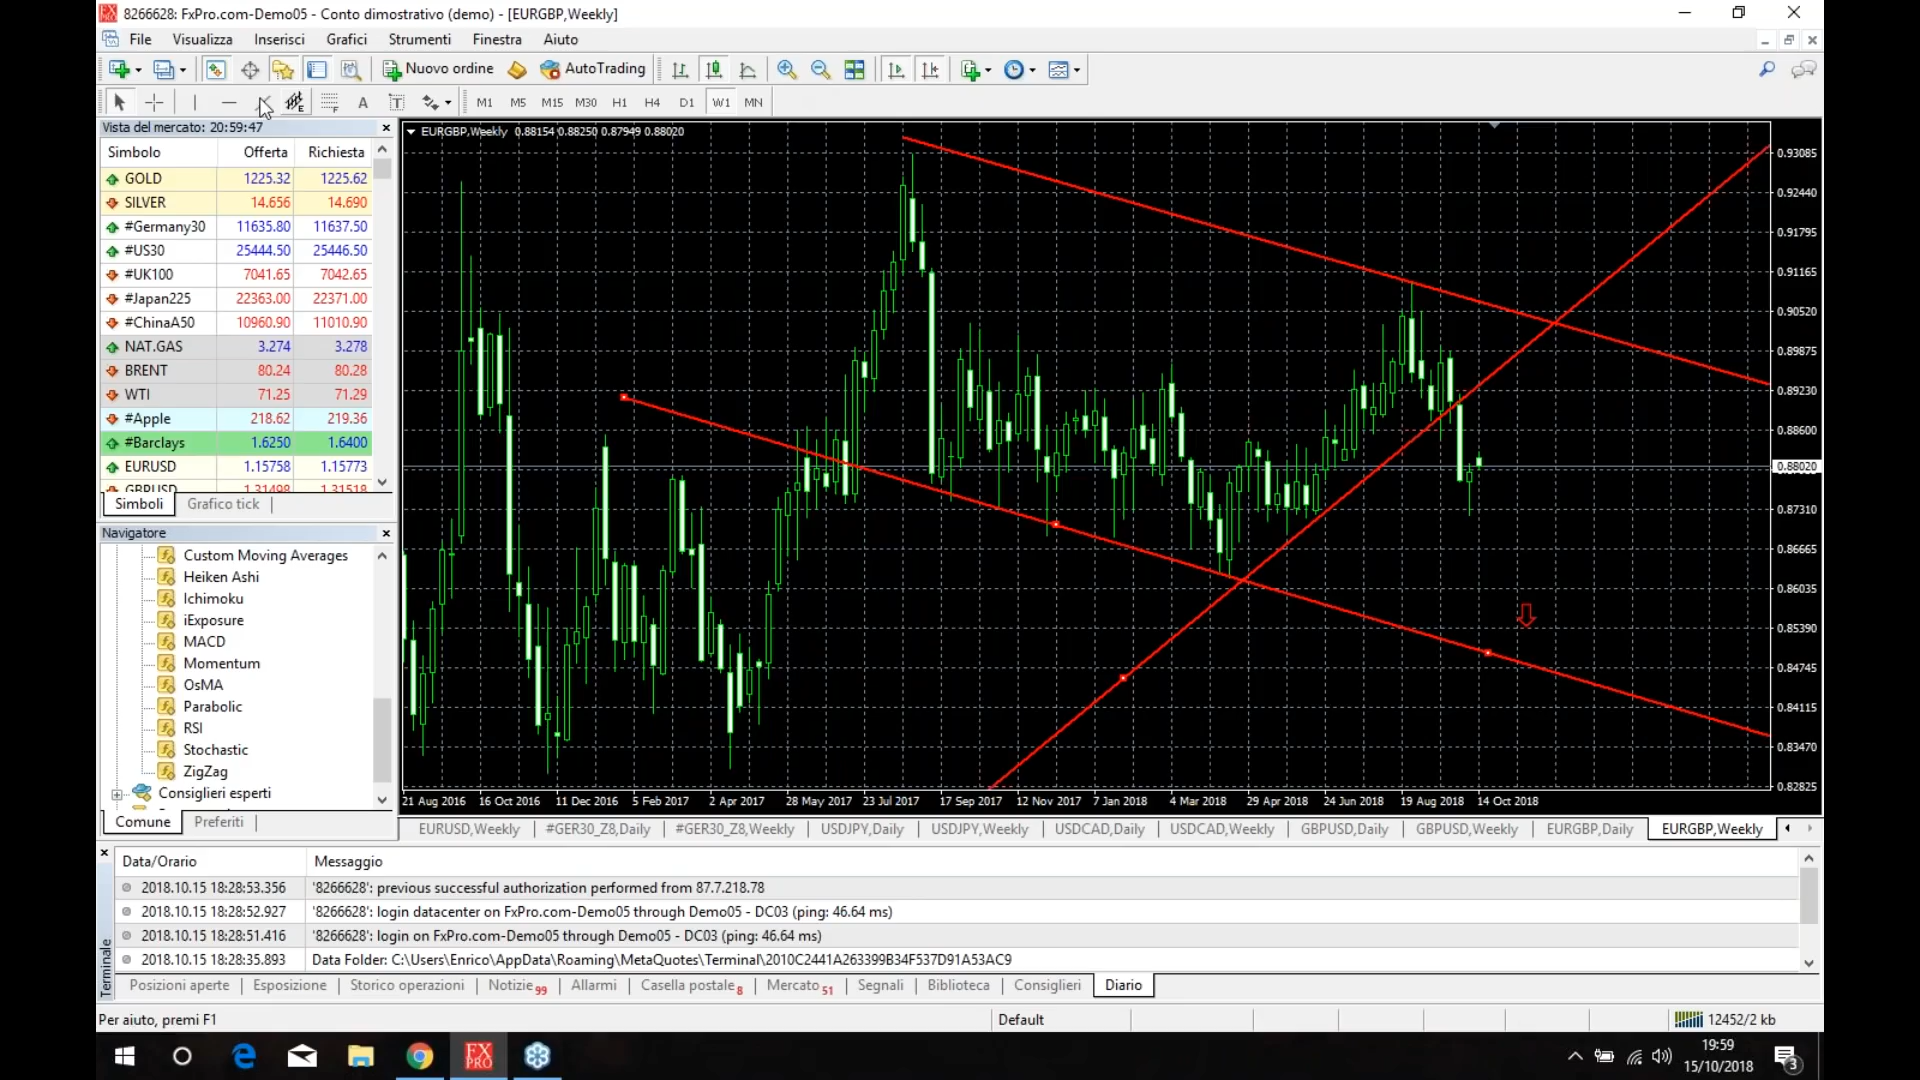 8266628: FxPro.com-Demo05 - Conto dimostrativo (demo) - [EURGBP,Weekly]
File Visualizza Inserisci Grafici Strumenti Finestra Aiuto
Nuovo ordine AutoTrading
A T M1 M5 M15 M30 H1 H4 D1 W1 MN
Vista del mercato: 20:59:47
Simbolo Offerta Richiesta
GOLD 1225.32 1225.62
SILVER 14.656 14.690
#Germany30 11635.80 11637.50
#US30 25444.50 25446.50
#UK100 7041.65 7042.65
#Japan225 22363.00 22371.00
#ChinaA50 10960.90 11010.90
NAT.GAS 3.274 3.278
BRENT 80.24 80.28
WTI 71.25 71.29
#Apple 218.62 219.36
#Barclays 1.6250 1.6400
EURUSD 1.15758 1.15773
GBPUSD 1.31498 1.31518
Simboli Grafico tick
Navigatore
Custom Moving Averages
Heiken Ashi
Ichimoku
iExposure
MACD
Momentum
OsMA
Parabolic
RSI
Stochastic
ZigZag
Consiglieri esperti
Comune Preferiti
EURGBP,Weekly 0.88154 0.88250 0.87949 0.88020
0.93085
0.92440
0.91795
0.91165
0.90520
0.89875
0.89230
0.88600
0.88020
0.87310
0.86665
0.86035
0.85390
0.84745
0.84115
0.83470
0.82825
21 Aug 2016 16 Oct 2016 11 Dec 2016 5 Feb 2017 2 Apr 2017 28 May 2017 23 Jul 2017 17 Sep 2017 12 Nov 2017 7 Jan 2018 4 Mar 2018 29 Apr 2018 24 Jun 2018 19 Aug 2018 14 Oct 2018
EURUSD,Weekly #GER30_Z8,Daily #GER30_Z8,Weekly USDJPY,Daily USDJPY,Weekly USDCAD,Daily USDCAD,Weekly GBPUSD,Daily GBPUSD,Weekly EURGBP,Daily EURGBP,Weekly
Data/Orario Messaggio
2018.10.15 18:28:53.356 '8266628': previous successful authorization performed from 87.7.218.78
2018.10.15 18:28:52.927 '8266628': login datacenter on FxPro.com-Demo05 through Demo05 - DC03 (ping: 46.64 ms)
2018.10.15 18:28:51.416 '8266628': login on FxPro.com-Demo05 through Demo05 - DC03 (ping: 46.64 ms)
2018.10.15 18:28:35.893 Data Folder: C:\Users\Enrico\AppData\Roaming\MetaQuotes\Terminal\2010C2441A263399B34F537D91A53AC9
Terminale
Posizioni aperte Esposizione Storico operazioni Notizie 99 Allarmi Casella postale 8 Mercato 51 Segnali Biblioteca Consiglieri Diario
Per aiuto, premi F1 Default 12452/2 kb
FX PRO
19:59
15/10/2018
3